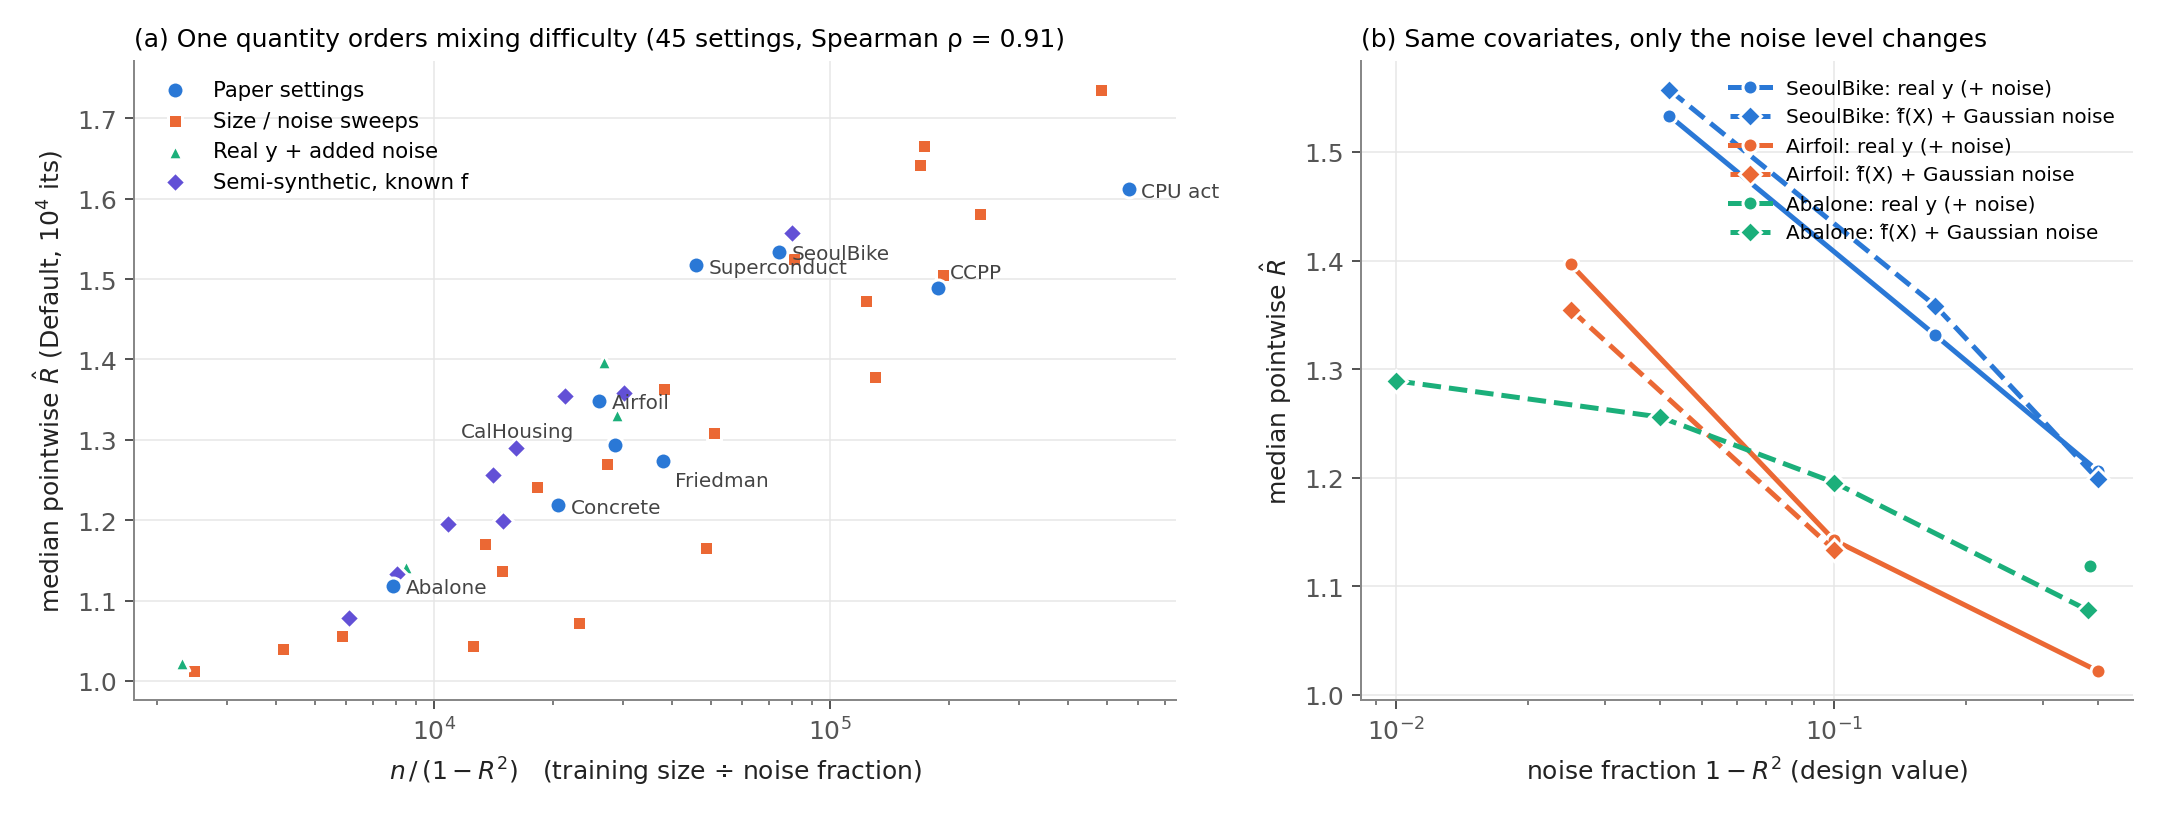 (a) One quantity orders mixing difficulty (45 settings, Spearman ρ = 0.91)
Paper settings
Size / noise sweeps
Real y + added noise
Semi-synthetic, known f
median pointwise R̂ (Default, 10⁴ its)
1.7
1.6
1.5
1.4
1.3
1.2
1.1
1.0
CPU act
SeoulBike
Superconduct
CCPP
Airfoil
CalHousing
Friedman
Concrete
Abalone
10⁴
10⁵
n / (1 − R²) (training size ÷ noise fraction)
(b) Same covariates, only the noise level changes
SeoulBike: real y (+ noise)
SeoulBike: f̂(X) + Gaussian noise
Airfoil: real y (+ noise)
Airfoil: f̂(X) + Gaussian noise
Abalone: real y (+ noise)
Abalone: f̂(X) + Gaussian noise
median pointwise R̂
1.5
1.4
1.3
1.2
1.1
1.0
10⁻²
10⁻¹
noise fraction 1 − R² (design value)